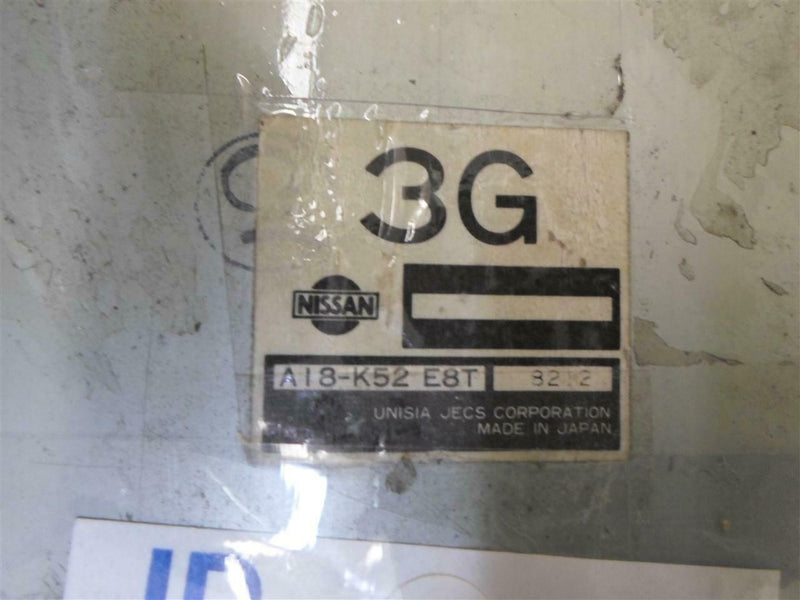 3G
NISSAN
A18-K52 E8T
UNISIA JECS CORPORATION
MADE IN JAPAN